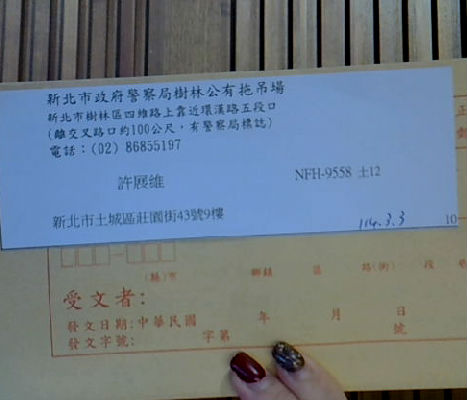 新北市政府警察局樹林公有拖吊場
新北市樹林區四維路上靠近環漢路五段口
(離交叉路口約100公尺，有警察局標誌)
電話：(02) 86855197
許展維
NFH-9558 土12
新北市土城區莊園街43號9樓
114.3.3
10
(縣)市 鄉鎮 區 路(街) 段
受文者:
發文日期:中華民國 年 月 日
發文字號: 字第 號